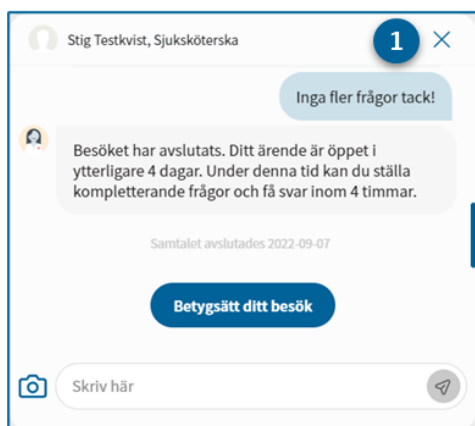 Stig Testkvist, Sjuksköterska
1
Inga fler frågor tack!
Besöket har avslutats. Ditt ärende är öppet i
ytterligare 4 dagar. Under denna tid kan du ställa
kompletterande frågor och få svar inom 4 timmar.
Samtalet avslutades 2022-09-07
Betygsätt ditt besök
Skriv här